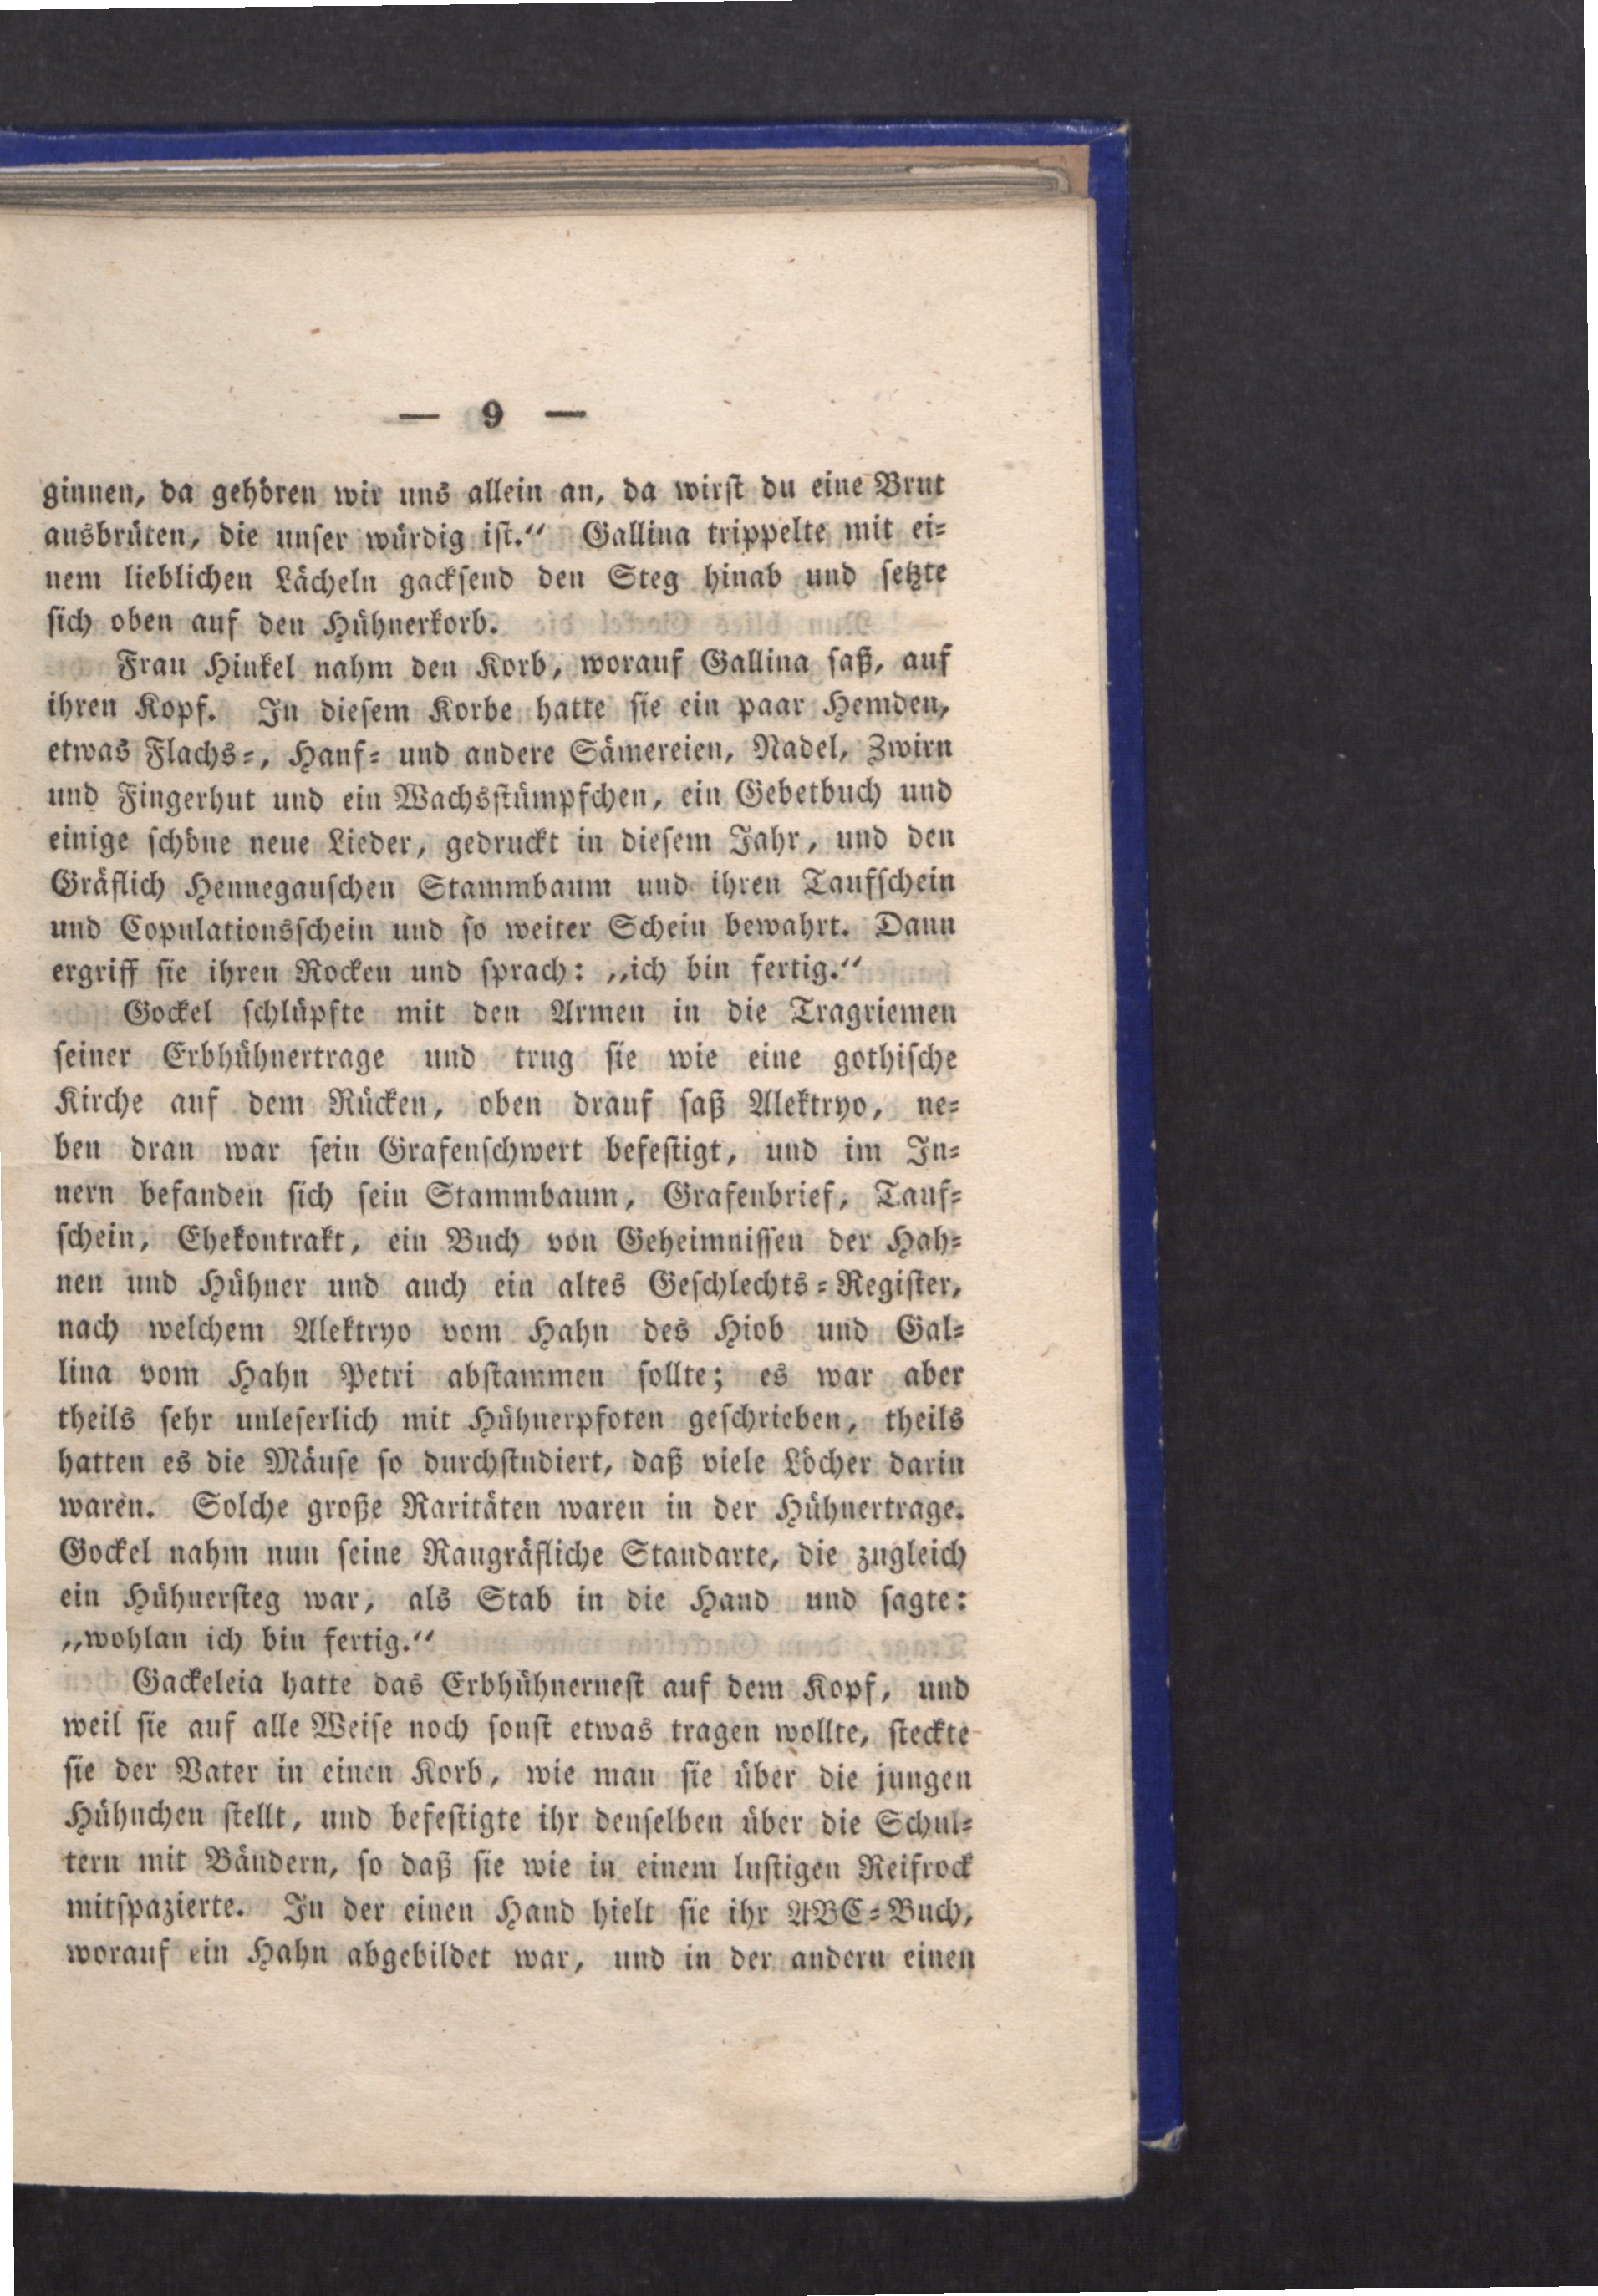 — 9 —
ginnen, da gehören wir uns allein an, da wirſt du eine Brut
ausbrüten, die unſer würdig iſt.“ Gallina trippelte mit ei⸗
nem lieblichen Lächeln gackſend den Steg hinab und ſetzte
ſich oben auf den Hühnerkorb.
Frau Hinkel nahm den Korb, worauf Gallina ſaß, auf
ihren Kopf. In dieſem Korbe hatte ſie ein paar Hemden,
etwas Flachs⸗, Hanf⸗ und andere Sämereien, Nadel, Zwirn
und Fingerhut und ein Wachsſtümpfchen, ein Gebetbuch und
einige ſchöne neue Lieder, gedruckt in dieſem Jahr, und den
Gräflich Hennegauſchen Stammbaum und ihren Taufſchein
und Copulationsſchein und ſo weiter Schein bewahrt. Dann
ergriff ſie ihren Rocken und ſprach: „ich bin fertig.“
Gockel ſchlüpfte mit den Armen in die Tragriemen
ſeiner Erbhühnertrage und trug ſie wie eine gothiſche
Kirche auf dem Rücken, oben drauf ſaß Alektryo, ne⸗
ben dran war ſein Grafenſchwert befeſtigt, und im In⸗
nern befanden ſich ſein Stammbaum, Grafenbrief, Tauf⸗
ſchein, Ehekontrakt, ein Buch von Geheimniſſen der Hah⸗
nen und Hühner und auch ein altes Geſchlechts⸗Regiſter,
nach welchem Alektryo vom Hahn des Hiob und Gal⸗
lina vom Hahn Petri abſtammen ſollte; es war aber
theils ſehr unleſerlich mit Hühnerpfoten geſchrieben, theils
hatten es die Mäuſe ſo durchſtudiert, daß viele Löcher darin
waren. Solche große Raritäten waren in der Hühnertrage.
Gockel nahm nun ſeine Raugräfliche Standarte, die zugleich
ein Hühnerſteg war, als Stab in die Hand und ſagte:
„wohlan ich bin fertig.“
Gackeleia hatte das Erbhühnerneſt auf dem Kopf, und
weil ſie auf alle Weiſe noch ſonſt etwas tragen wollte, ſteckte
ſie der Vater in einen Korb, wie man ſie über die jungen
Hühnchen ſtellt, und befeſtigte ihr denſelben über die Schul⸗
tern mit Bändern, ſo daß ſie wie in einem luſtigen Reifrock
mitſpazierte. In der einen Hand hielt ſie ihr ABC⸗Buch,
worauf ein Hahn abgebildet war, und in der andern einen